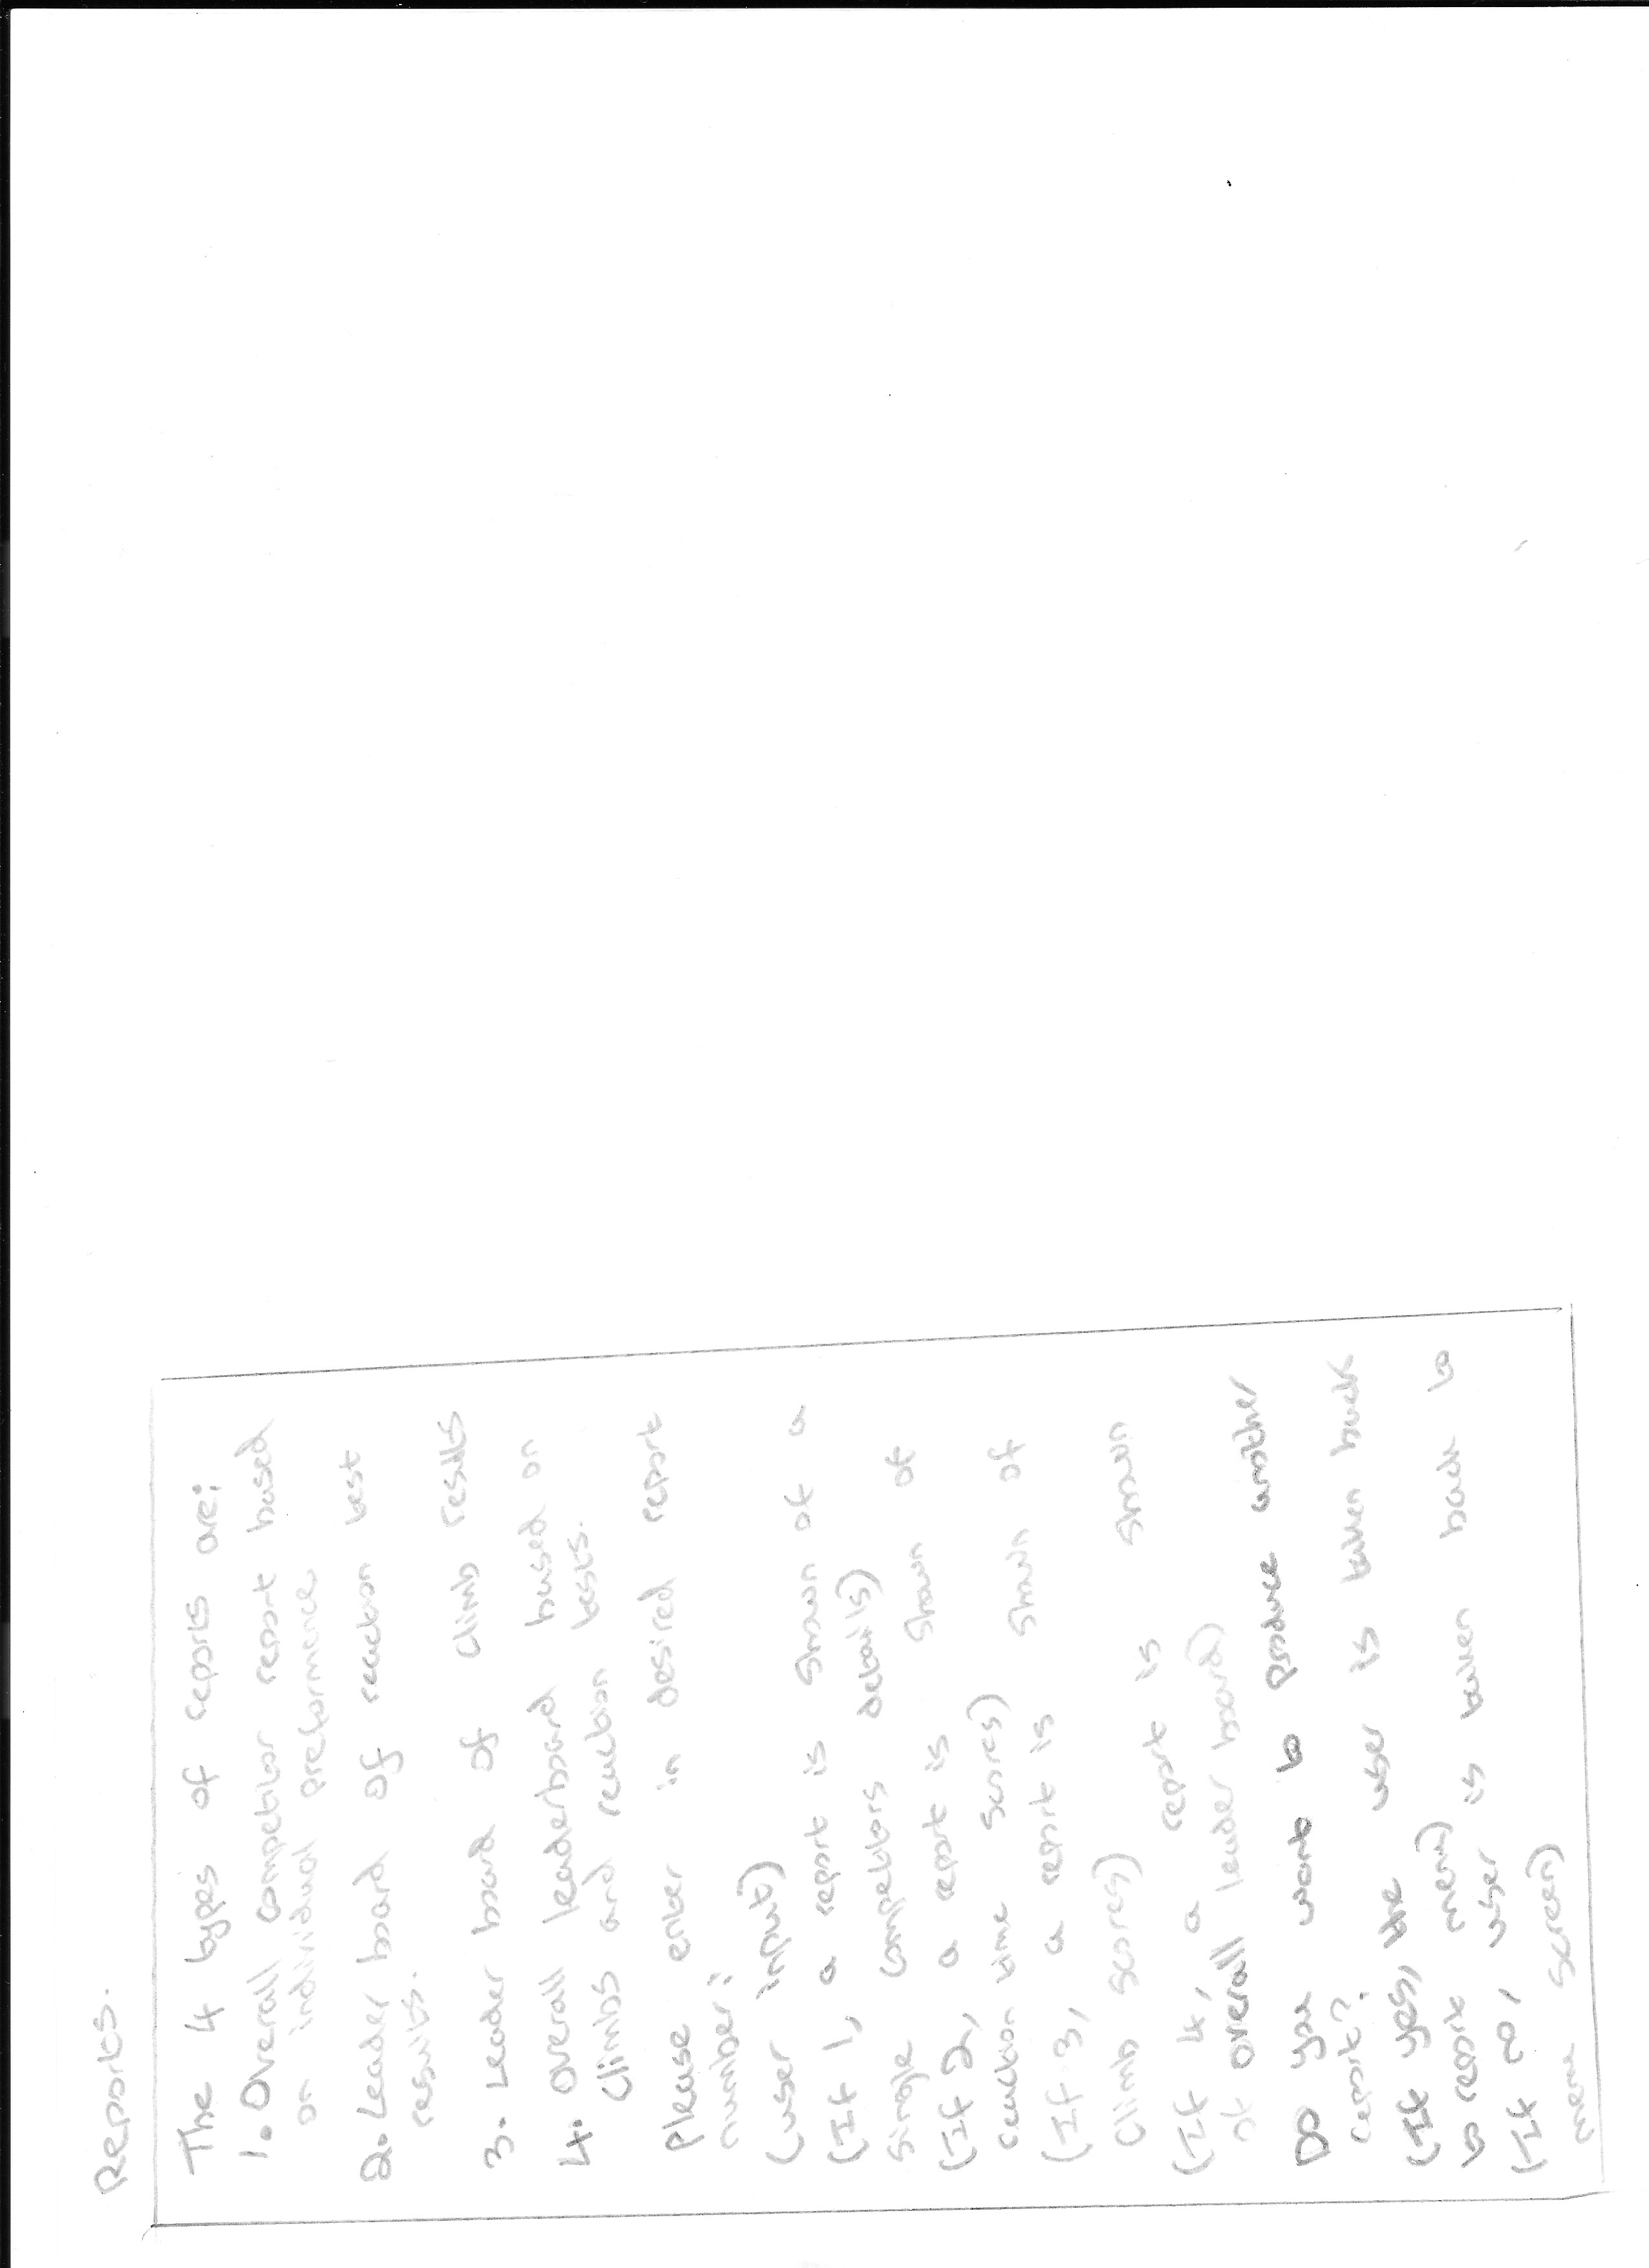 Reports.
The 4 types of reports are:
1. Overall competitor report based
on individual preformence
2. Leader board of reaction test
results.
3. Leader board of climb results
4. overall leaderboard based on
climbs and reaction tests.
please enter in desired report
number:
(user input)
(If 1, a report is shown of a
single competitors details)
(If 2, a report is shown of
reaction time scores)
(If 3, a report is shown of
climb scores)
(If 4, a report is shown
of overall leader board)
Do you want to produce another
report?
(If yes, the user is taken back
to report menu)
(If no, user is taken back to
menu screen)